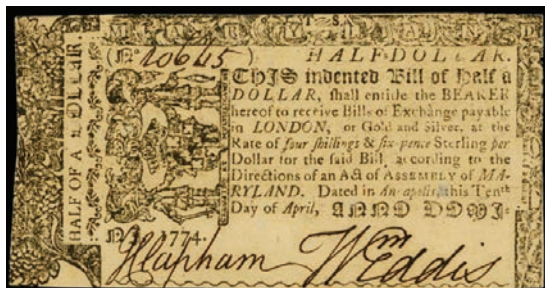 M A R Y L A N D
HALF OF A DOLLAR
(No. 10645) HALF-DOLLAR.
THIS indented Bill of Half a
DOLLAR, ſhall entitle the BEARER
hereof to receive Bills of Exchange payable
in LONDON, or Gold and Silver, at the
Rate of four ſhillings & ſix-pence Sterling per
Dollar for the ſaid Bill, according to the
Directions of an Act of ASSEMBLY of MA-
RYLAND. Dated in Annapolis, this Tenth
Day of April, ANNO DOMI-
NI, 1774.
JClapham Wm Eddis